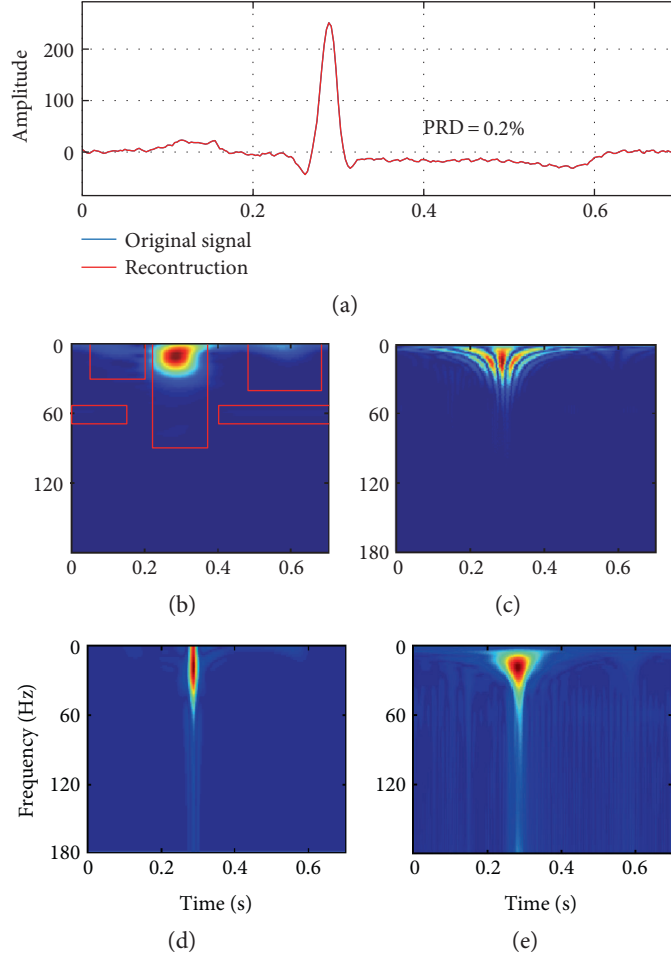 200
100
0
Amplitude
PRD = 0.2%
0 0.2 0.4 0.6
Original signal
Recontruction
(a)
0
60
120
0 0.2 0.4 0.6
(b)
0
60
120
180
0 0.2 0.4 0.6
(c)
0
60
120
180
Frequency (Hz)
0 0.2 0.4 0.6
Time (s)
(d)
0
60
120
0 0.2 0.4 0.6
Time (s)
(e)